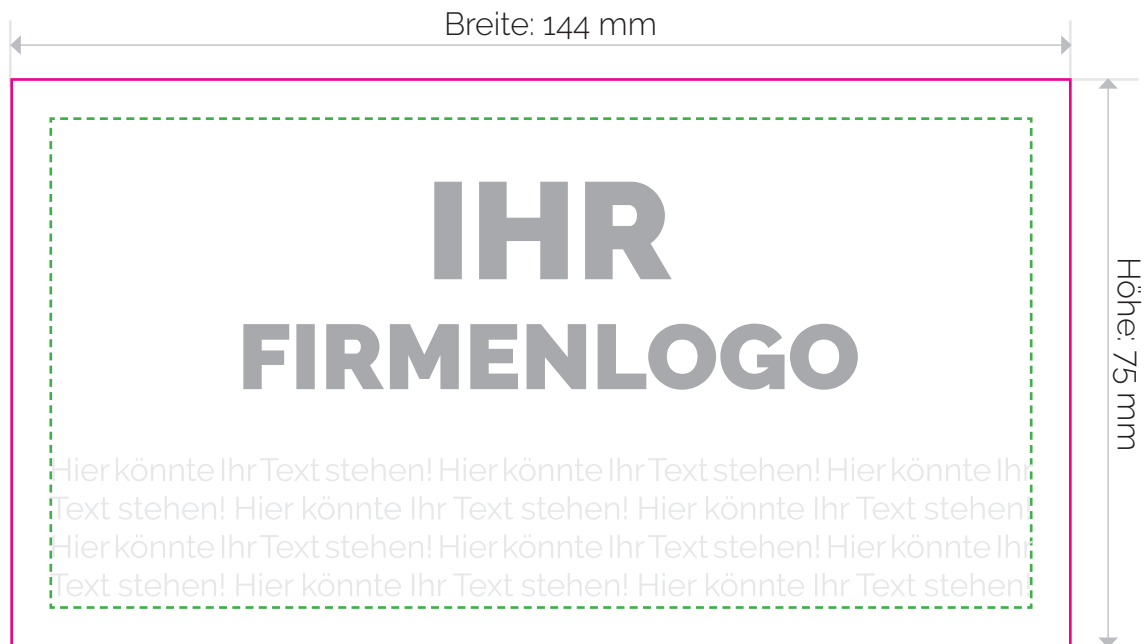 Breite: 144 mm
IHR
FIRMENLOGO
Höhe: 75 mm
Hier könnte Ihr Text stehen! Hier könnte Ihr Text stehen! Hier könnte Ihr
Text stehen! Hier könnte Ihr Text stehen! Hier könnte Ihr Text stehen!
Hier könnte Ihr Text stehen! Hier könnte Ihr Text stehen! Hier könnte Ihr
Text stehen! Hier könnte Ihr Text stehen! Hier könnte Ihr Text stehen!